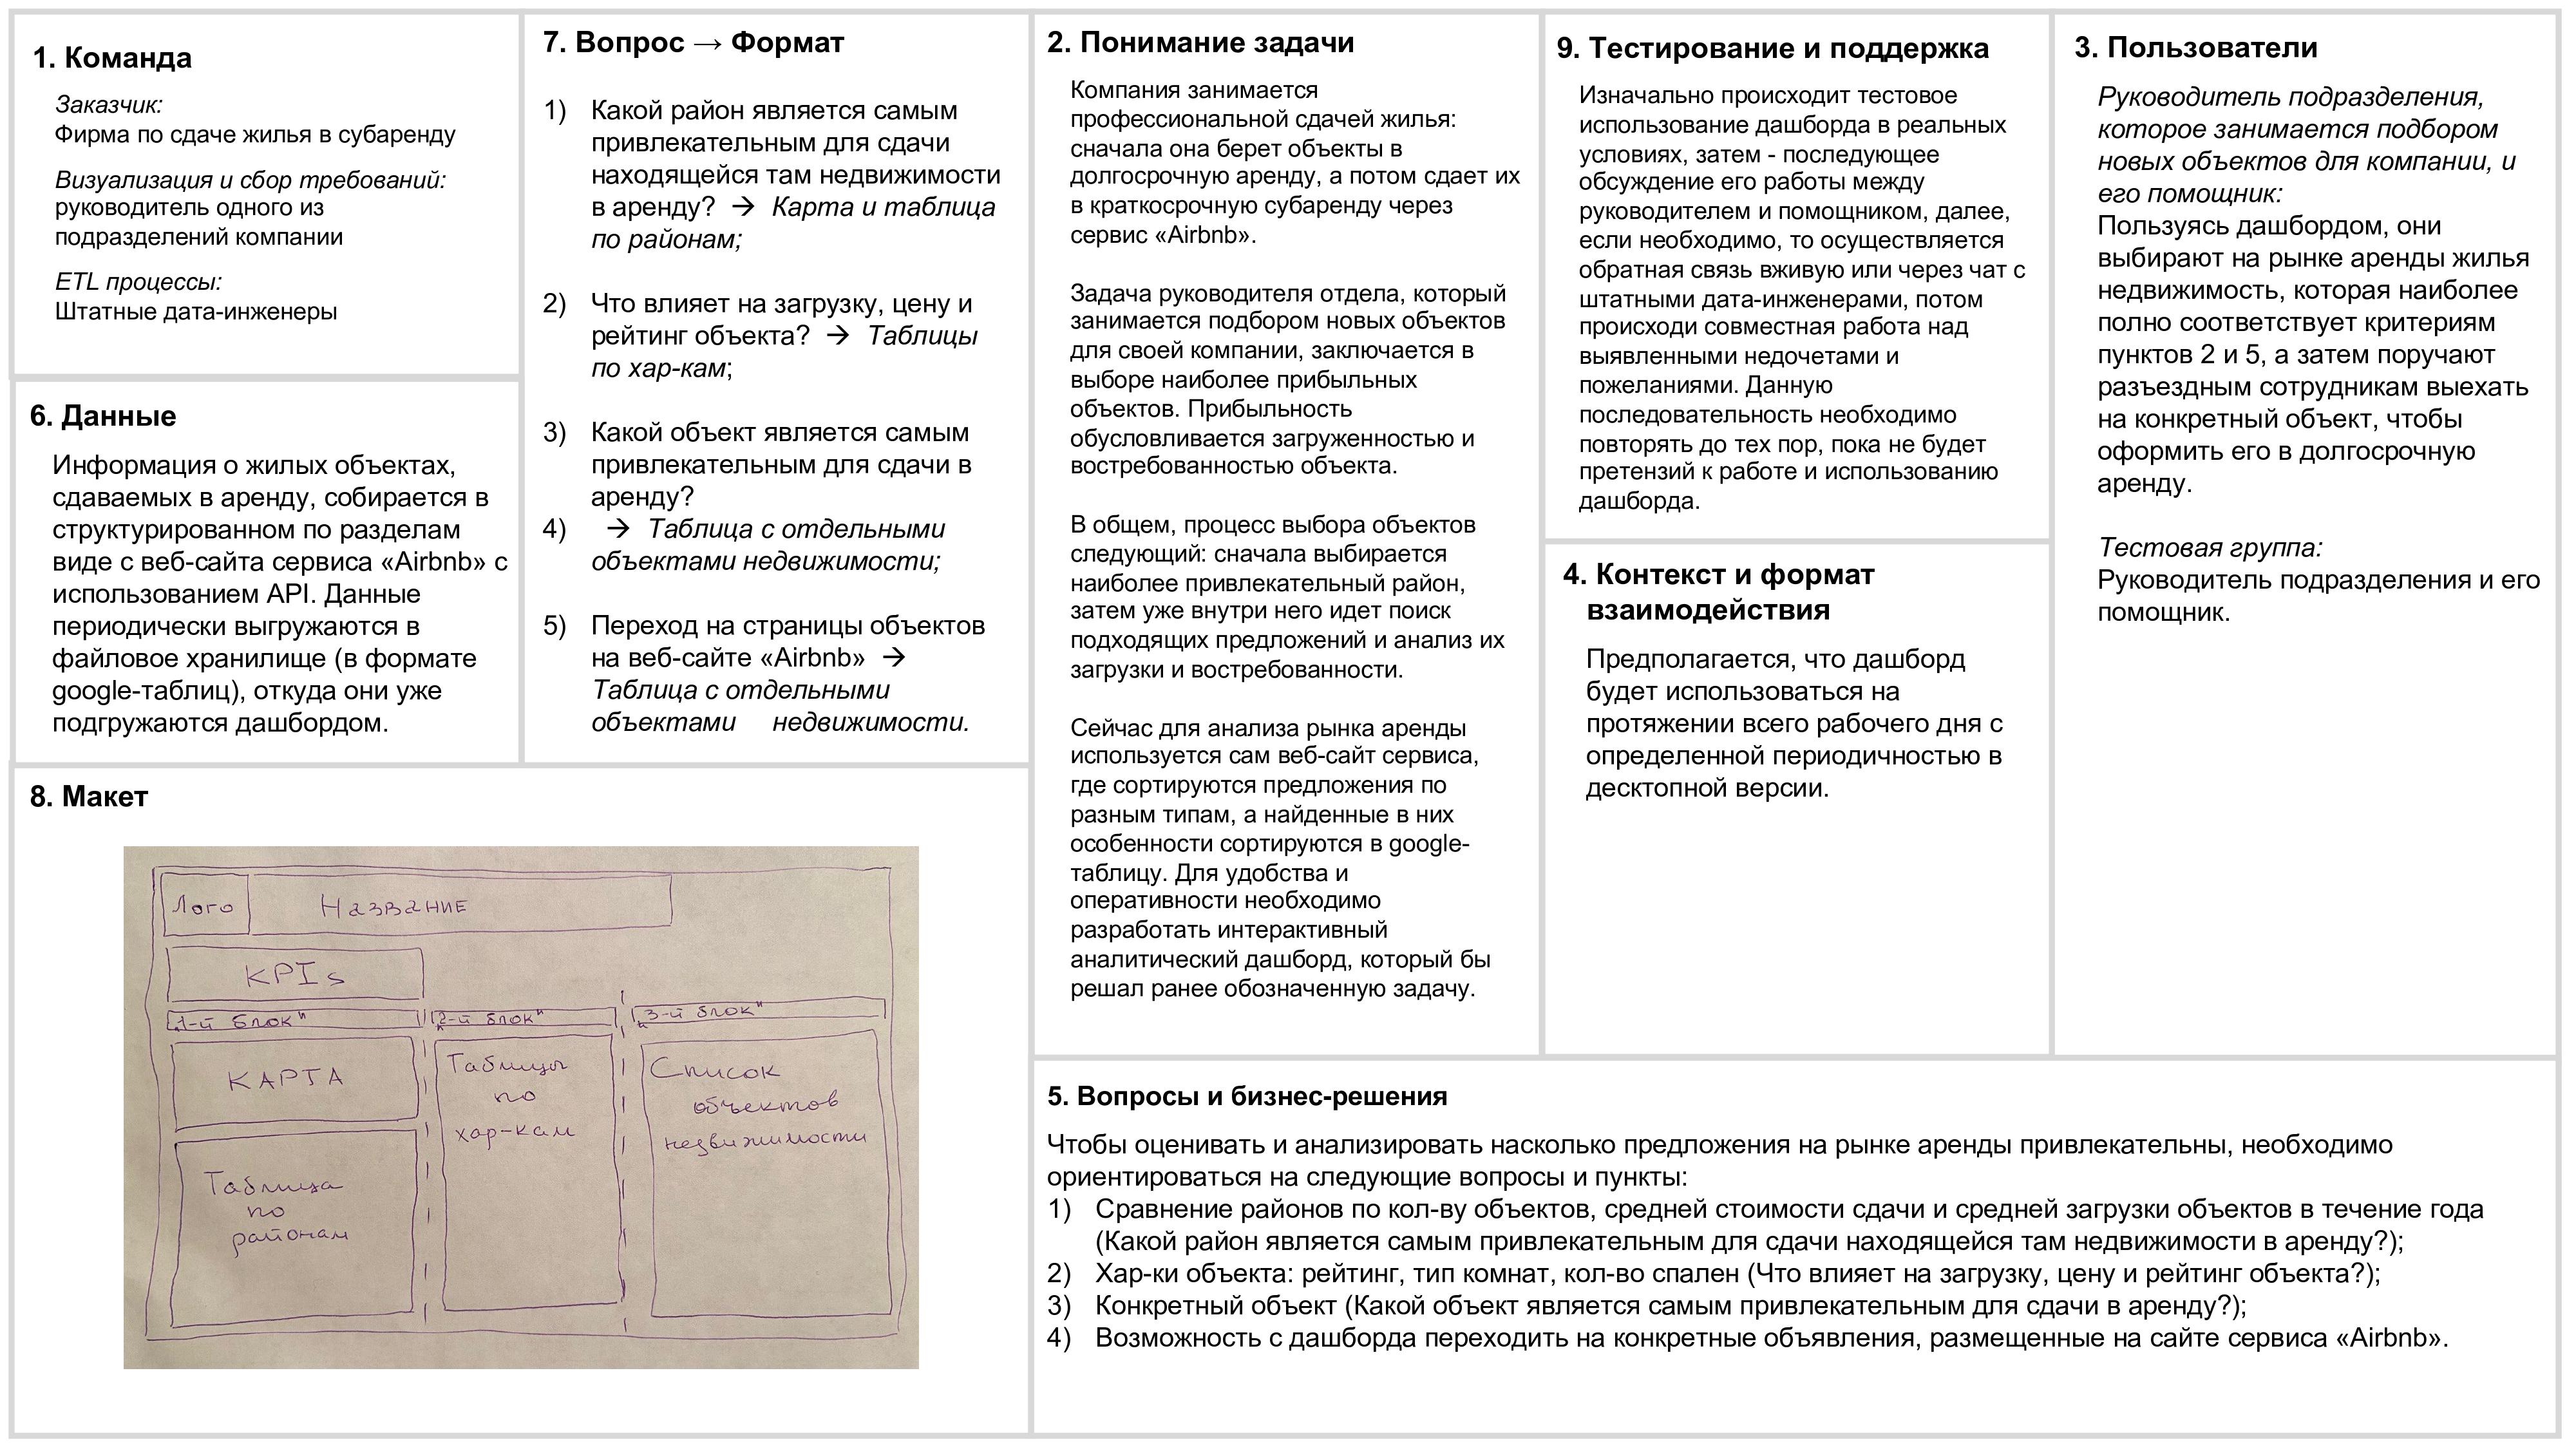 1. Команда
Заказчик:
Фирма по сдаче жилья в субаренду
Визуализация и сбор требований:
руководитель одного из
подразделений компании
ETL процессы:
Штатные дата-инженеры
7. Вопрос → Формат
1) Какой район является самым
привлекательным для сдачи
находящейся там недвижимости
в аренду? → Карта и таблица
по районам;
2) Что влияет на загрузку, цену и
рейтинг объекта? → Таблицы
по хар-кам;
3) Какой объект является самым
привлекательным для сдачи в
аренду?
4) → Таблица с отдельными
объектами недвижимости;
5) Переход на страницы объектов
на веб-сайте «Airbnb» →
Таблица с отдельными
объектами недвижимости.
2. Понимание задачи
Компания занимается
профессиональной сдачей жилья:
сначала она берет объекты в
долгосрочную аренду, а потом сдает их
в краткосрочную субаренду через
сервис «Airbnb».
Задача руководителя отдела, который
занимается подбором новых объектов
для своей компании, заключается в
выборе наиболее прибыльных
объектов. Прибыльность
обусловливается загруженностью и
востребованностью объекта.
В общем, процесс выбора объектов
следующий: сначала выбирается
наиболее привлекательный район,
затем уже внутри него идет поиск
подходящих предложений и анализ их
загрузки и востребованности.
Сейчас для анализа рынка аренды
используется сам веб-сайт сервиса,
где сортируются предложения по
разным типам, а найденные в них
особенности сортируются в google-
таблицу. Для удобства и
оперативности необходимо
разработать интерактивный
аналитический дашборд, который бы
решал ранее обозначенную задачу.
9. Тестирование и поддержка
Изначально происходит тестовое
использование дашборда в реальных
условиях, затем - последующее
обсуждение его работы между
руководителем и помощником, далее,
если необходимо, то осуществляется
обратная связь вживую или через чат с
штатными дата-инженерами, потом
происходи совместная работа над
выявленными недочетами и
пожеланиями. Данную
последовательность необходимо
повторять до тех пор, пока не будет
претензий к работе и использованию
дашборда.
3. Пользователи
Руководитель подразделения,
которое занимается подбором
новых объектов для компании, и
его помощник:
Пользуясь дашбордом, они
выбирают на рынке аренды жилья
недвижимость, которая наиболее
полно соответствует критериям
пунктов 2 и 5, а затем поручают
разъездным сотрудникам выехать
на конкретный объект, чтобы
оформить его в долгосрочную
аренду.
Тестовая группа:
Руководитель подразделения и его
помощник.
6. Данные
Информация о жилых объектах,
сдаваемых в аренду, собирается в
структурированном по разделам
виде с веб-сайта сервиса «Airbnb» с
использованием API. Данные
периодически выгружаются в
файловое хранилище (в формате
google-таблиц), откуда они уже
подгружаются дашбордом.
4. Контекст и формат
взаимодействия
Предполагается, что дашборд
будет использоваться на
протяжении всего рабочего дня с
определенной периодичностью в
десктопной версии.
8. Макет
Лого
Название
KPIs
"1-й блок"
"2-й блок"
"3-й блок"
КАРТА
Таблицы
по
хар-кам
Список
объектов
недвижимости
Таблица
по
районам
5. Вопросы и бизнес-решения
Чтобы оценивать и анализировать насколько предложения на рынке аренды привлекательны, необходимо
ориентироваться на следующие вопросы и пункты:
1) Сравнение районов по кол-ву объектов, средней стоимости сдачи и средней загрузки объектов в течение года
(Какой район является самым привлекательным для сдачи находящейся там недвижимости в аренду?);
2) Хар-ки объекта: рейтинг, тип комнат, кол-во спален (Что влияет на загрузку, цену и рейтинг объекта?);
3) Конкретный объект (Какой объект является самым привлекательным для сдачи в аренду?);
4) Возможность с дашборда переходить на конкретные объявления, размещенные на сайте сервиса «Airbnb».